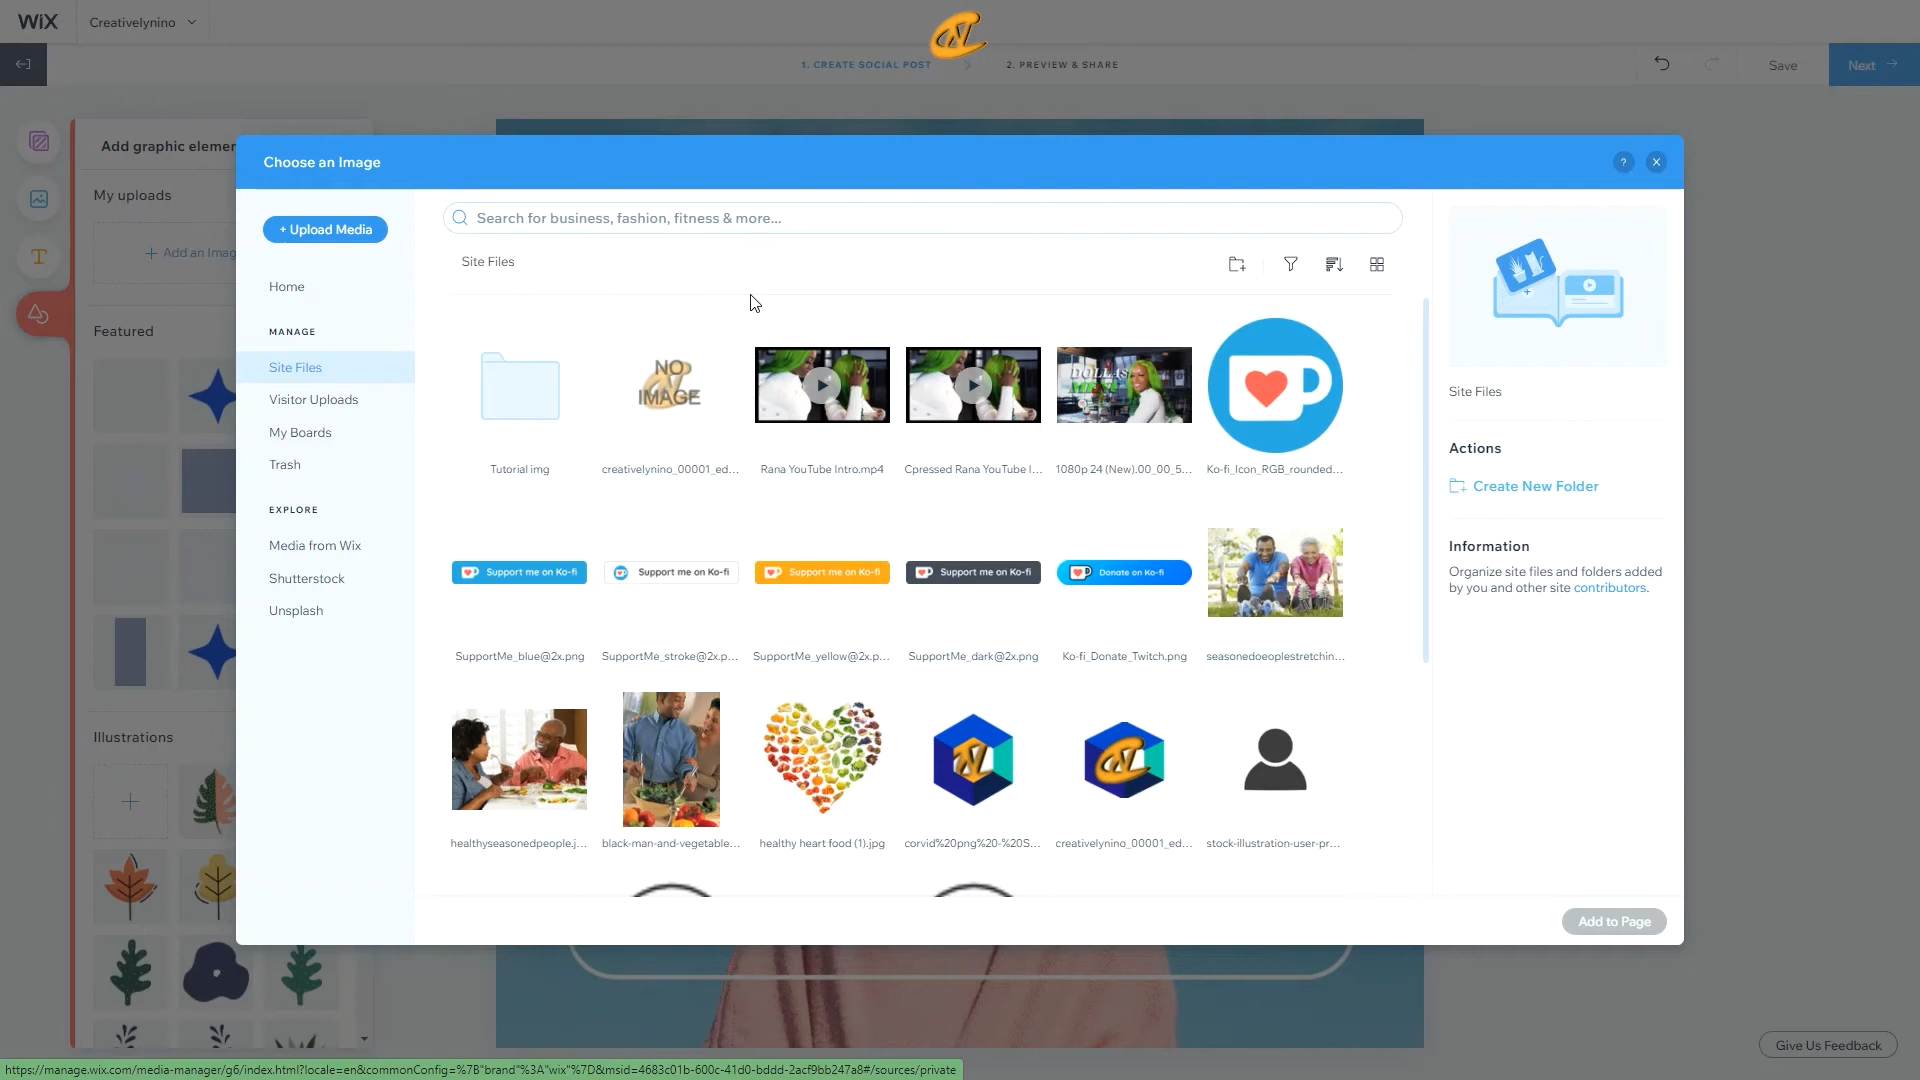 WiX
Creativelynino
1. CREATE SOCIAL POST
2. PREVIEW & SHARE
Save
Next
Add graphic elemen
My uploads
+ Add an Imag
Featured
Illustrations
Choose an Image
?
+ Upload Media
Home
MANAGE
Site Files
Visitor Uploads
My Boards
Trash
EXPLORE
Media from Wix
Shutterstock
Unsplash
Search for business, fashion, fitness & more...
Site Files
NO
IMAGE
DOLLAS
MENU
Tutorial img
creativelynino_00001_ed...
Rana YouTube Intro.mp4
Cpressed Rana YouTube I...
1080p 24 (New).00_00_5...
Ko-fi_Icon_RGB_rounded...
Support me on Ko-fi
Support me on Ko-fi
Support me on Ko-fi
Support me on Ko-fi
Donate on Ko-fi
SupportMe_blue@2x.png
SupportMe_stroke@2x.p...
SupportMe_yellow@2x.p...
SupportMe_dark@2x.png
Ko-fi_Donate_Twitch.png
seasonedoeoplestretchin...
healthyseasonedpeople.j...
black-man-and-vegetable...
healthy heart food (1).jpg
corvid%20png%20-%20S...
creativelynino_00001_ed...
stock-illustration-user-pr...
Site Files
Actions
Create New Folder
Information
Organize site files and folders added
by you and other site contributors.
Add to Page
Give Us Feedback
https://manage.wix.com/media-manager/g6/index.html?locale=en&commonConfig=%7B"brand"%3A"wix"%7D&msid=4683c01b-600c-41d0-bddd-2acf9bb247a8#/sources/private